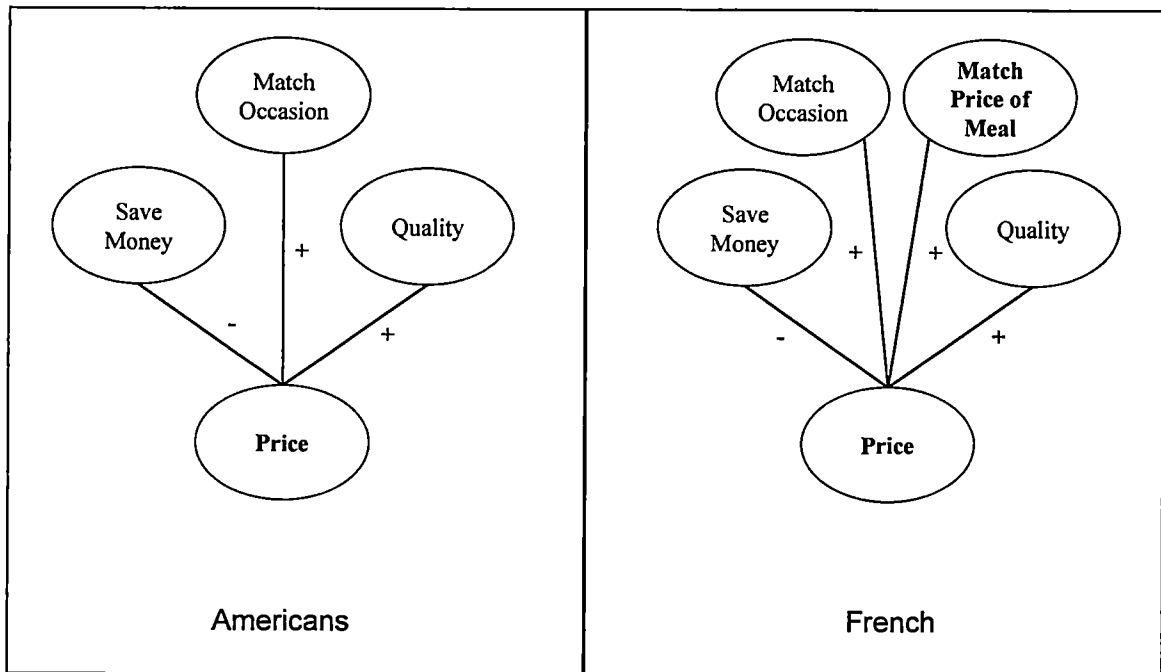 Match
Occasion
Save
Money
Quality
-
+
+
Price
Americans
Match
Occasion
Match
Price of
Meal
Save
Money
Quality
+
+
-
+
Price
French